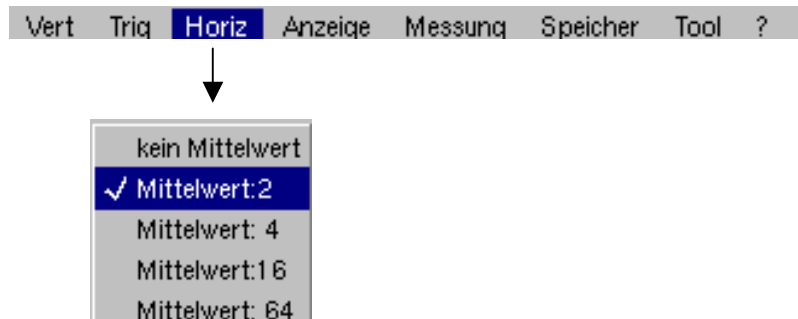 Vert Trig Horiz Anzeige Messung Speicher Tool ?
kein Mittelwert
Mittelwert:2
Mittelwert: 4
Mittelwert:16
Mittelwert: 64